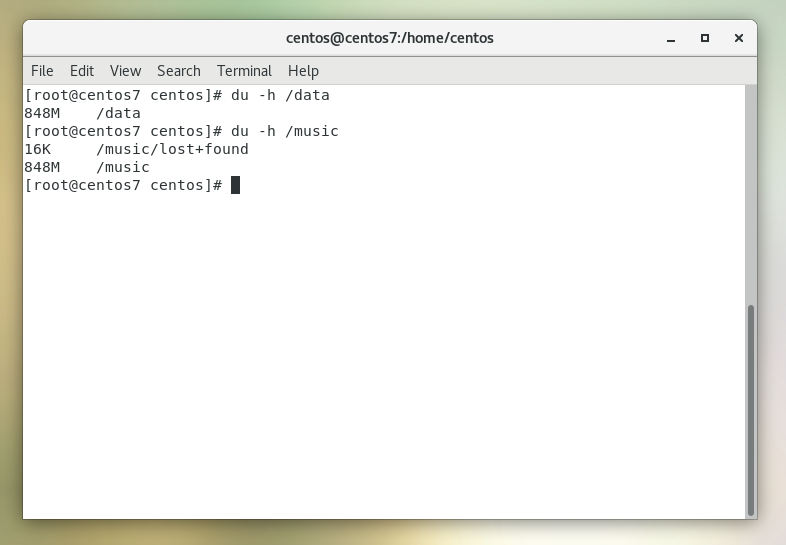 centos@centos7:/home/centos
File Edit View Search Terminal Help
[root@centos7 centos]# du -h /data
848M    /data
[root@centos7 centos]# du -h /music
16K     /music/lost+found
848M    /music
[root@centos7 centos]#